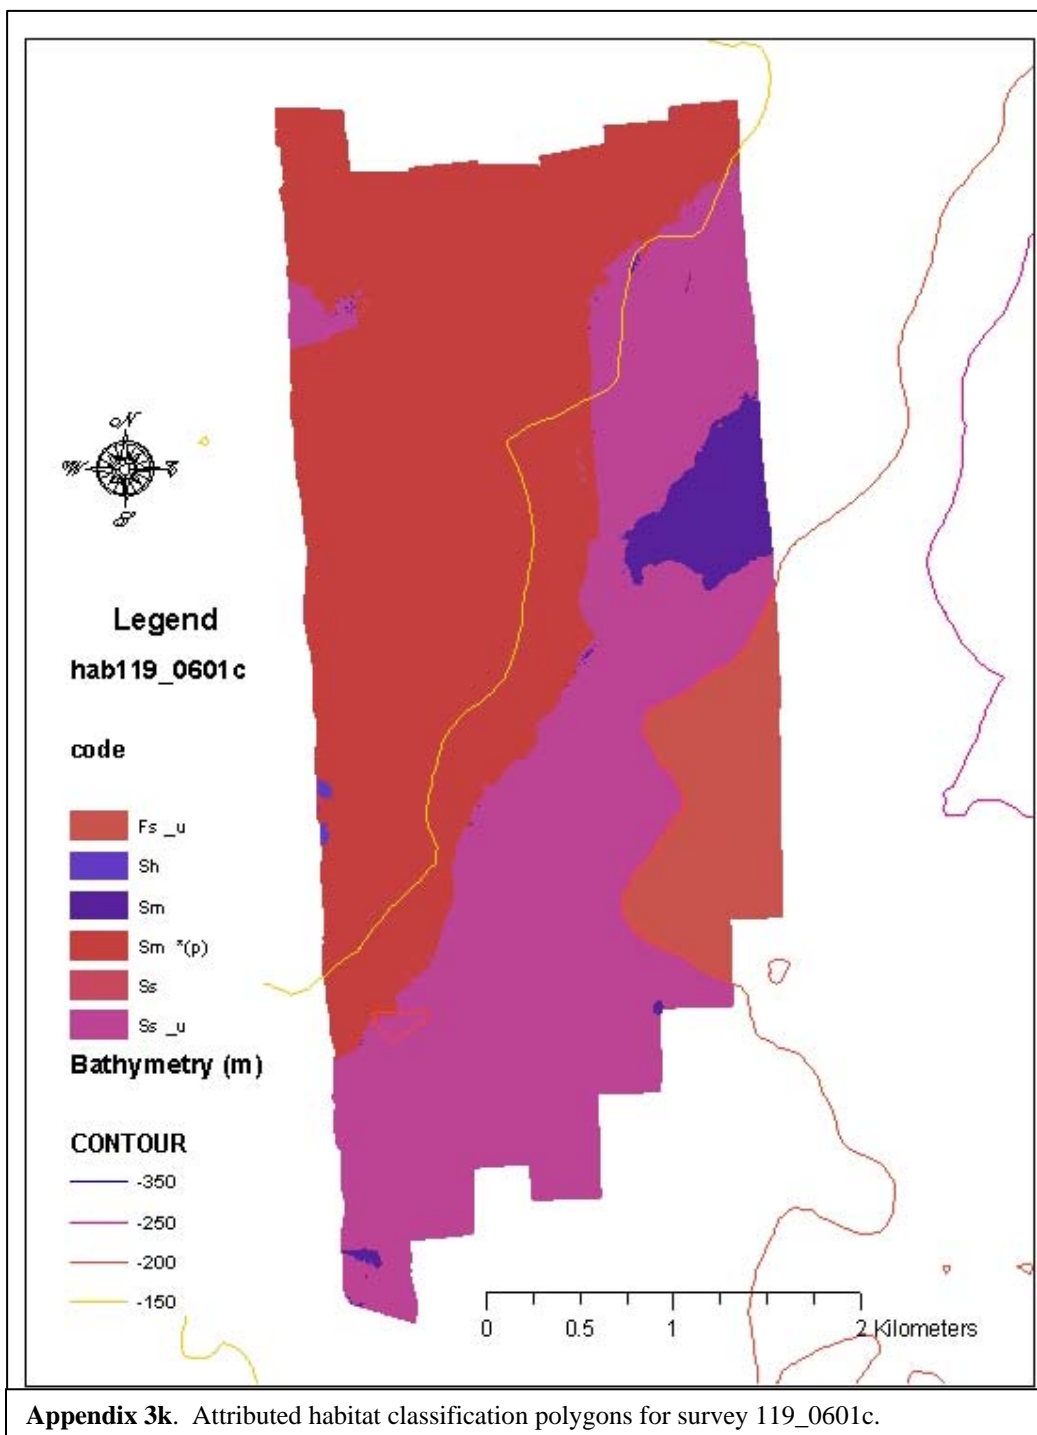 N
W
S
Legend
hab119_0601c
code
Fs _u
Sh
Sm
Sm *(p)
Ss
Ss _u
Bathymetry (m)
CONTOUR
-350
-250
-200
-150
0 0.5 1 2 Kilometers
Appendix 3k. Attributed habitat classification polygons for survey 119_0601c.